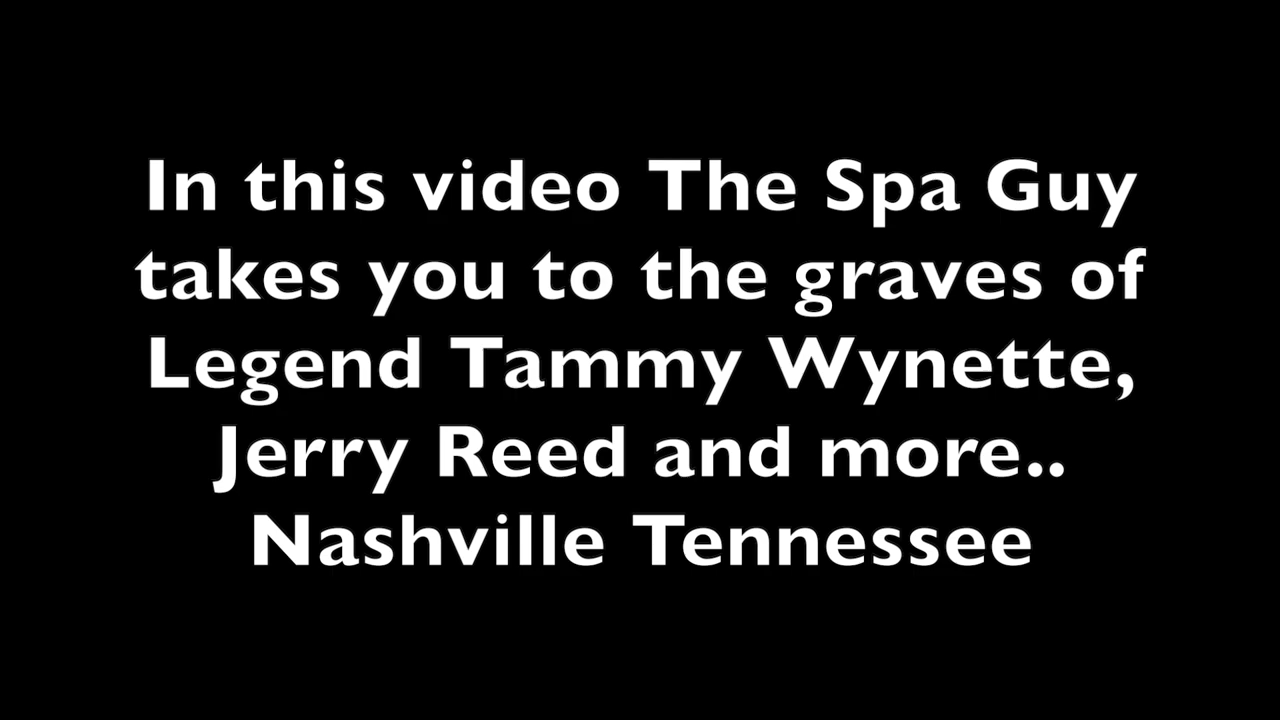 In this video The Spa Guy
takes you to the graves of
Legend Tammy Wynette,
Jerry Reed and more..
Nashville Tennessee